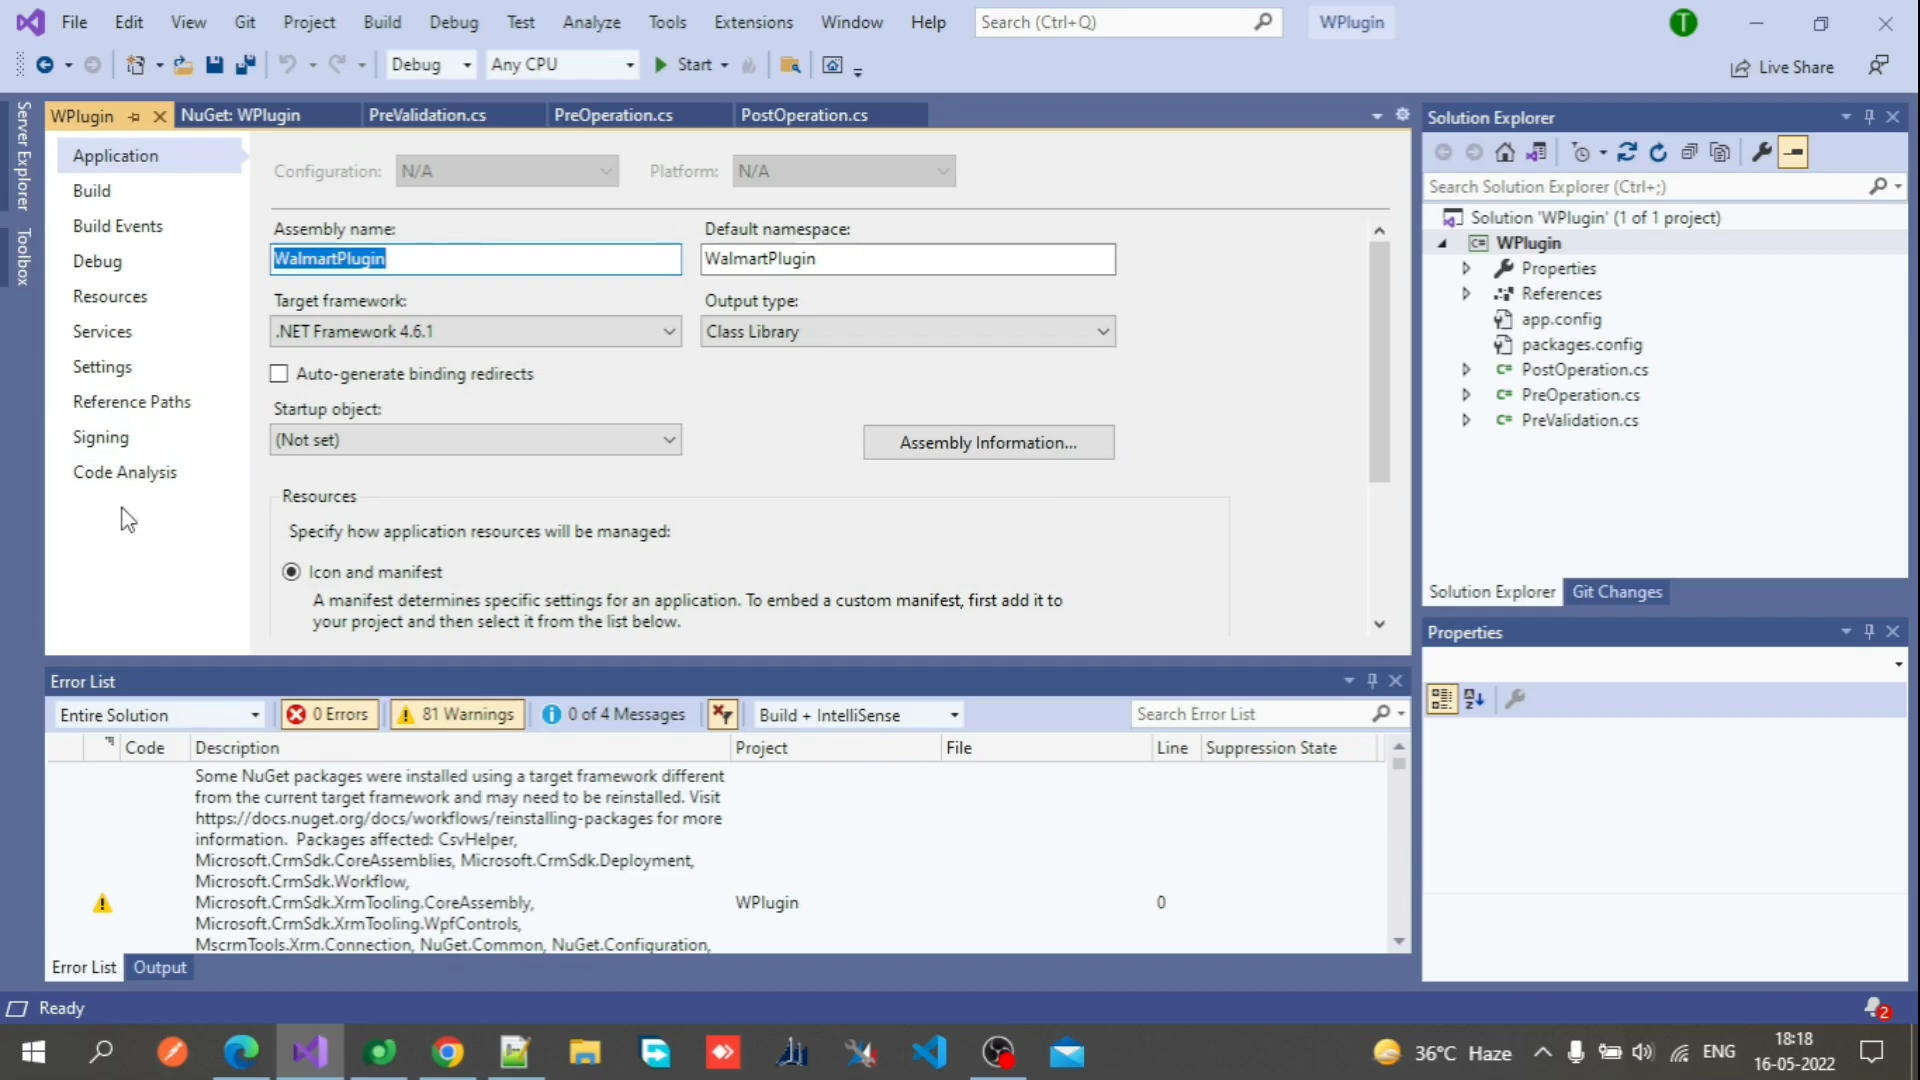 File Edit View Git Project Build Debug Test Analyze Tools Extensions Window Help Search (Ctrl+Q) WPlugin T
Debug Any CPU Start Live Share
Server Explorer
Toolbox
WPlugin NuGet: WPlugin PreValidation.cs PreOperation.cs PostOperation.cs
Application
Build
Build Events
Debug
Resources
Services
Settings
Reference Paths
Signing
Code Analysis
Configuration: N/A Platform: N/A
Assembly name: Default namespace:
WalmartPlugin WalmartPlugin
Target framework: Output type:
.NET Framework 4.6.1 Class Library
Auto-generate binding redirects
Startup object:
(Not set) Assembly Information...
Resources
Specify how application resources will be managed:
Icon and manifest
A manifest determines specific settings for an application. To embed a custom manifest, first add it to
your project and then select it from the list below.
Solution Explorer
Search Solution Explorer (Ctrl+;)
Solution 'WPlugin' (1 of 1 project)
WPlugin
Properties
References
app.config
packages.config
PostOperation.cs
PreOperation.cs
PreValidation.cs
Solution Explorer Git Changes
Properties
Error List
Entire Solution 0 Errors 81 Warnings 0 of 4 Messages Build + IntelliSense Search Error List
Code Description Project File Line Suppression State
Some NuGet packages were installed using a target framework different
from the current target framework and may need to be reinstalled. Visit
https://docs.nuget.org/docs/workflows/reinstalling-packages for more
information. Packages affected: CsvHelper,
Microsoft.CrmSdk.CoreAssemblies, Microsoft.CrmSdk.Deployment,
Microsoft.CrmSdk.Workflow,
Microsoft.CrmSdk.XrmTooling.CoreAssembly, WPlugin 0
Microsoft.CrmSdk.XrmTooling.WpfControls,
MscrmTools.Xrm.Connection, NuGet.Common, NuGet.Configuration,
Error List Output
Ready 2
36°C Haze ENG 18:18
16-05-2022